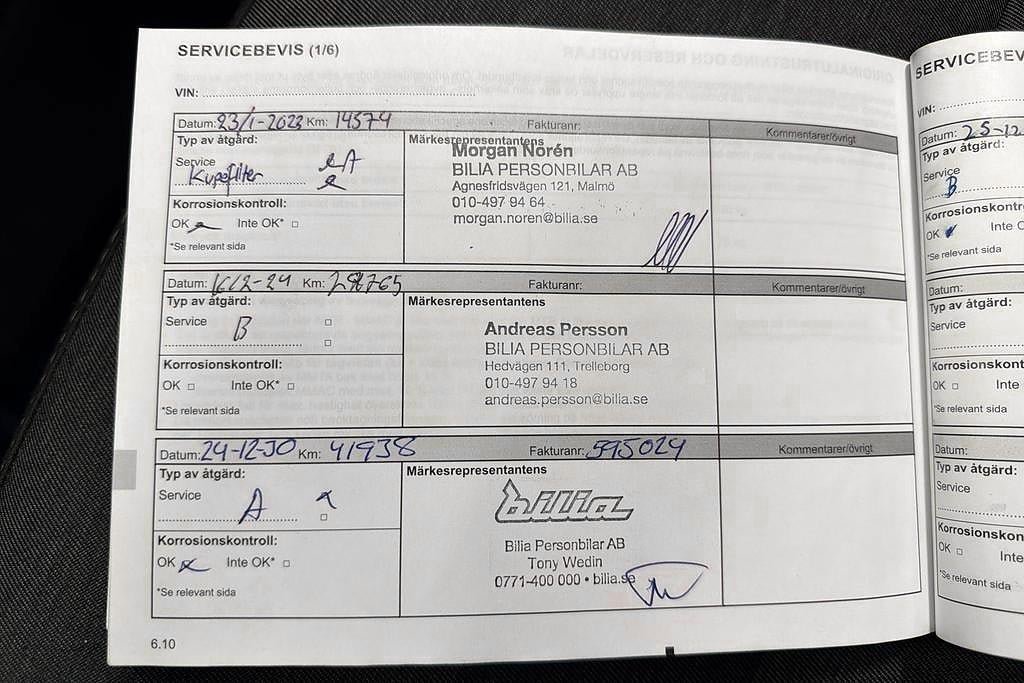 SERVICEBEVIS (1/6)
VIN:
Datum: 23/1-2023 Km: 14574 Fakturanr: Kommentarer/övrigt
Typ av åtgärd: Märkesrepresentantens
Service A
Kupefilter
Morgan Norén
BILIA PERSONBILAR AB
Agnesfridsvägen 121, Malmö
010-497 94 64
morgan.noren@bilia.se
Korrosionskontroll:
OK Inte OK*
*Se relevant sida
Datum: 16/2-24 Km: Fakturanr: Kommentarer/övrigt
Typ av åtgärd: Märkesrepresentantens
Service B
Andreas Persson
BILIA PERSONBILAR AB
Hedvägen 111, Trelleborg
010-497 94 18
andreas.persson@bilia.se
Korrosionskontroll:
OK Inte OK*
*Se relevant sida
Datum: 24-12-30 Km: 41938 Fakturanr: 595024 Kommentarer/övrigt
Typ av åtgärd: Märkesrepresentantens
Service A
bilia
Bilia Personbilar AB
Tony Wedin
0771-400 000 • bilia.se
Korrosionskontroll:
OK Inte OK*
*Se relevant sida
6.10
SERVICEBEV
VIN:
Datum: 25-12
Typ av åtgärd:
Service
B
Korrosionskontr
OK Inte O
*Se relevant sida
Datum:
Typ av åtgärd:
Service
Korrosionskont
OK Inte
*Se relevant sida
Datum:
Typ av åtgärd:
Service
Korrosionskon
OK Inte
*Se relevant sida